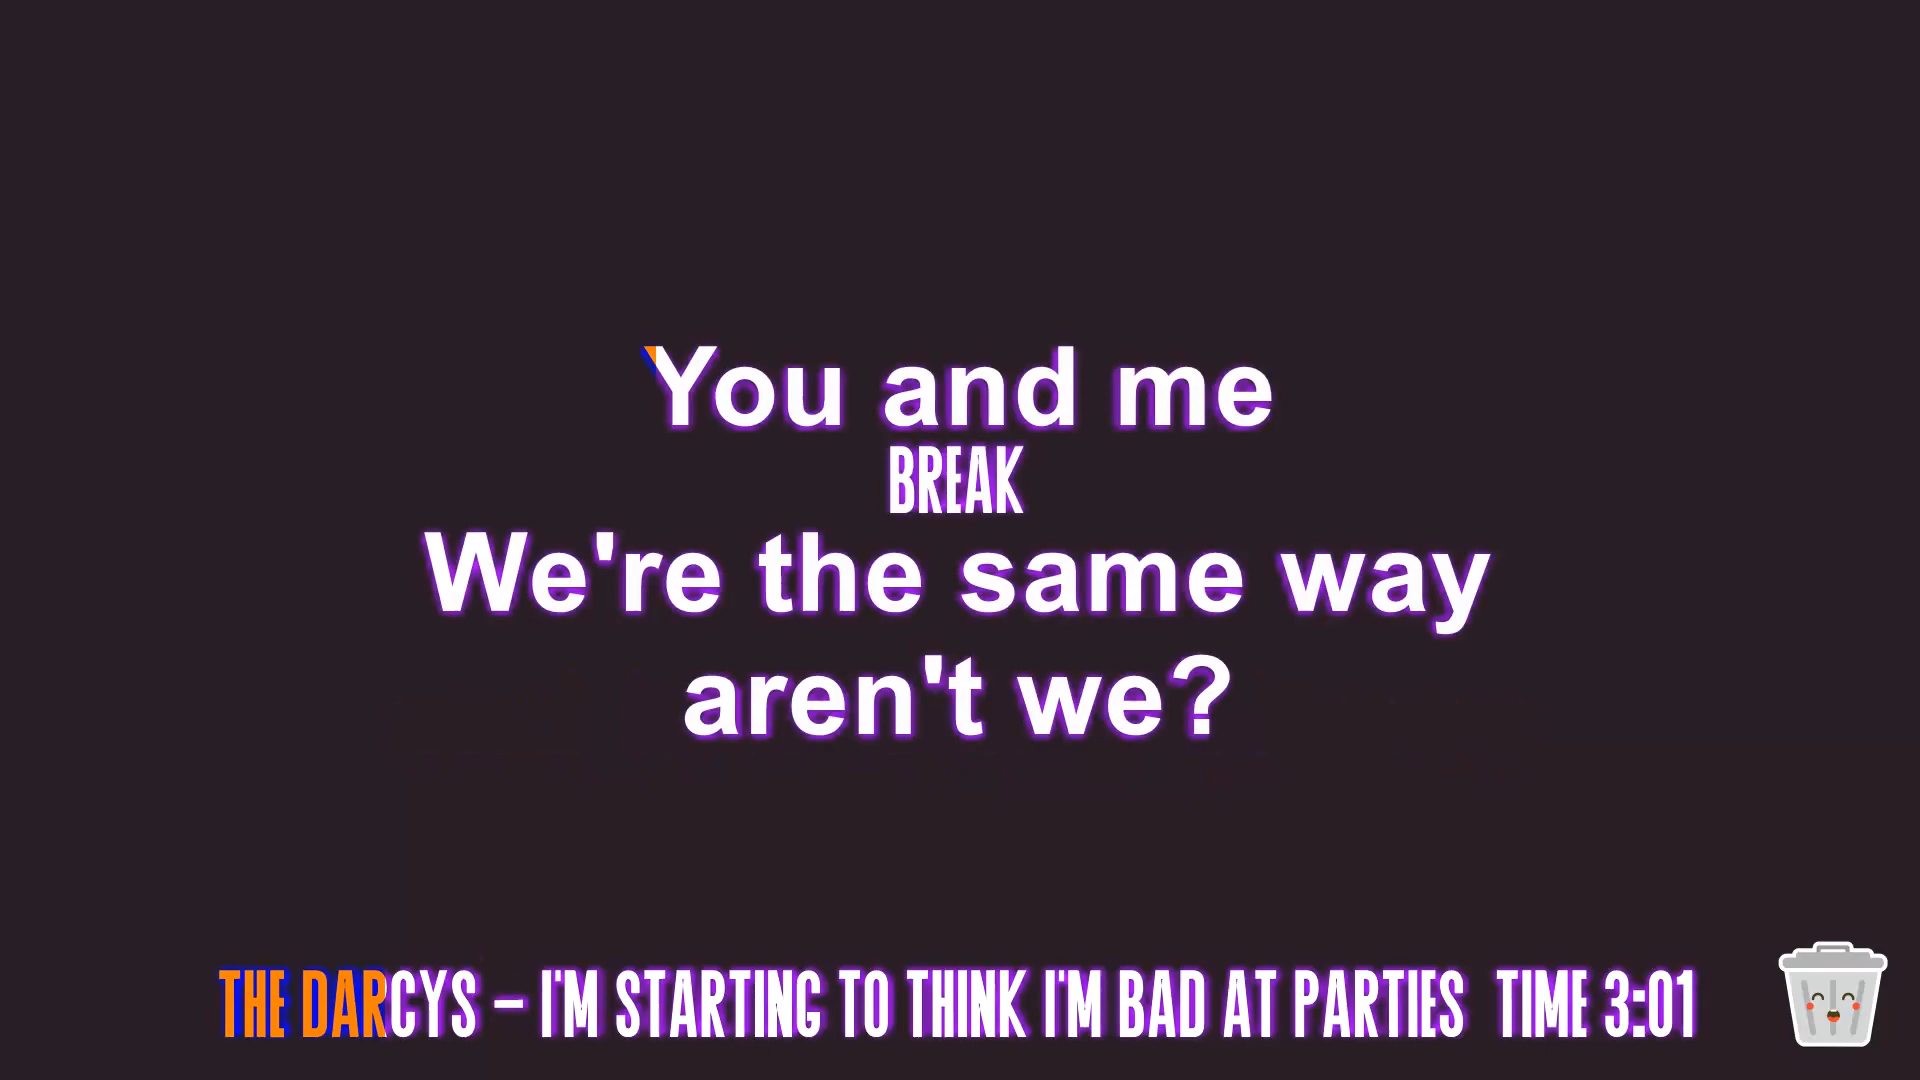 You and me
BREAK
We're the same way
aren't we?
THE DARCYS – I'M STARTING TO THINK I'M BAD AT PARTIES TIME 3:01